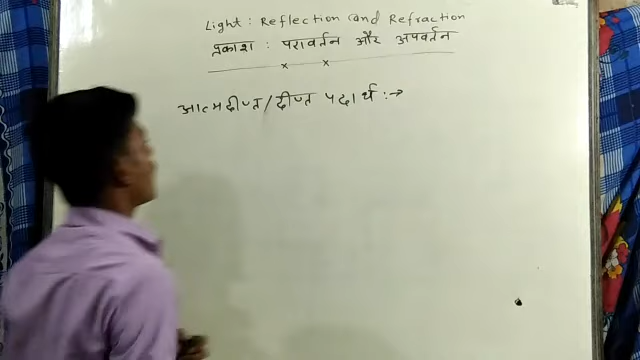 Light : Reflection and Refraction
प्रकाश : परावर्तन और अपवर्तन
आत्मदीप्त/दीप्त पदार्थ :→